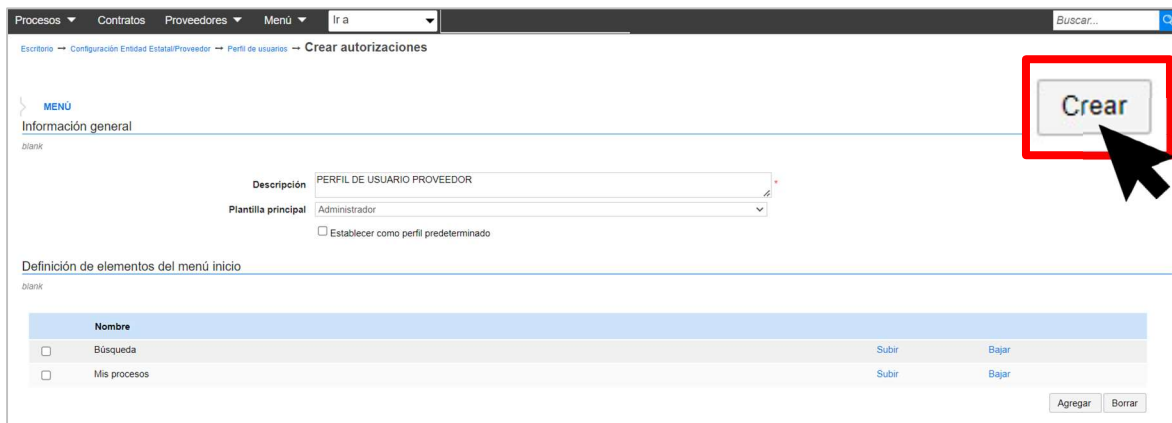 Procesos Contratos Proveedores Menú Ir a Buscar...
Escritorio → Configuración Entidad Estatal/Proveedor → Perfil de usuarios → Crear autorizaciones
Crear
MENÚ
Información general
blank
Descripción PERFIL DE USUARIO PROVEEDOR *
Plantilla principal Administrador
Establecer como perfil predeterminado
Definición de elementos del menú inicio
blank
Nombre
Búsqueda Subir Bajar
Mis procesos Subir Bajar
Agregar Borrar